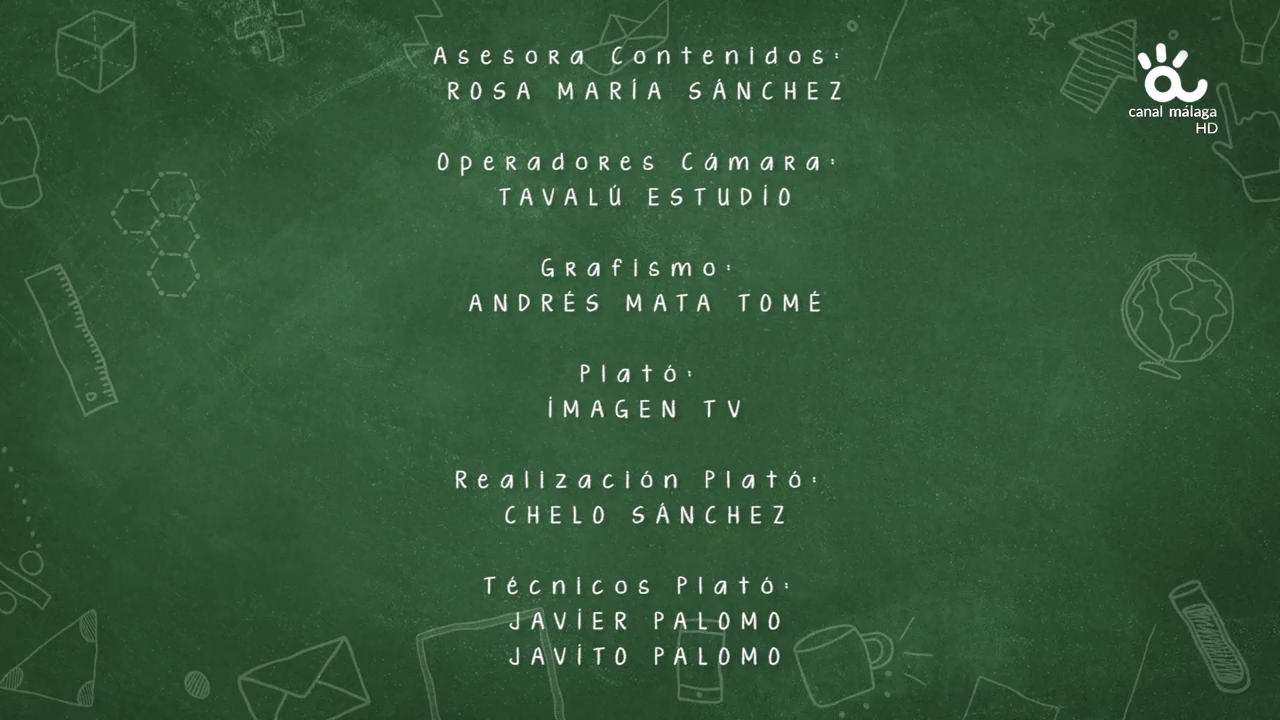 Asesora Contenidos:
ROSA MARÍA SÁNCHEZ
canal málaga
HD
Operadores Cámara:
TAVALÚ ESTUDIO
Grafismo:
ANDRÉS MATA TOMÉ
Plató:
IMAGEN TV
Realización Plató:
CHELO SÁNCHEZ
Técnicos Plató:
JAVIER PALOMO
JAVITO PALOMO